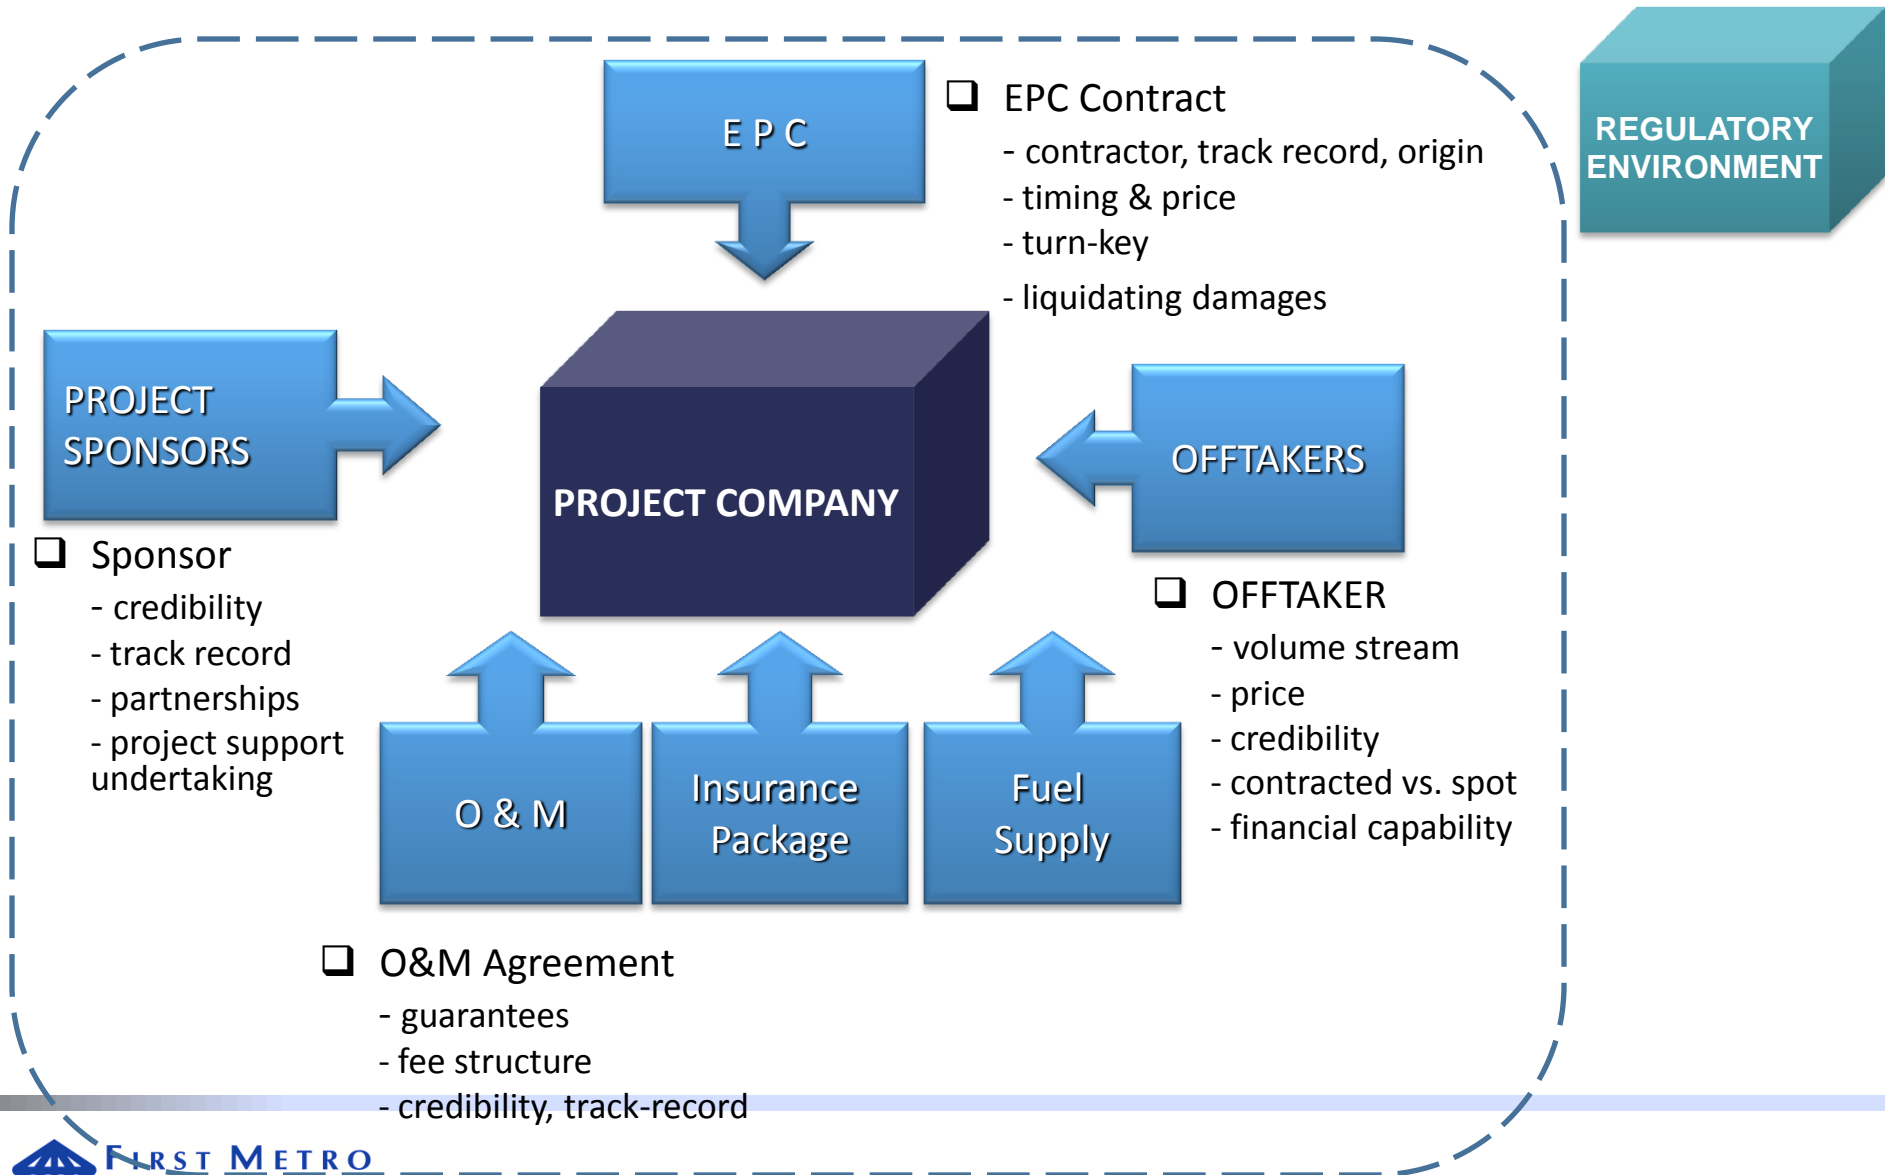 E P C
EPC Contract
- contractor, track record, origin
- timing & price
- turn-key
- liquidating damages
REGULATORY
ENVIRONMENT
PROJECT
SPONSORS
Sponsor
- credibility
- track record
- partnerships
- project support
undertaking
PROJECT COMPANY
OFFTAKERS
OFFTAKER
- volume stream
- price
- credibility
- contracted vs. spot
- financial capability
O & M
Insurance
Package
Fuel
Supply
O&M Agreement
- guarantees
- fee structure
- credibility, track-record
FIRST METRO